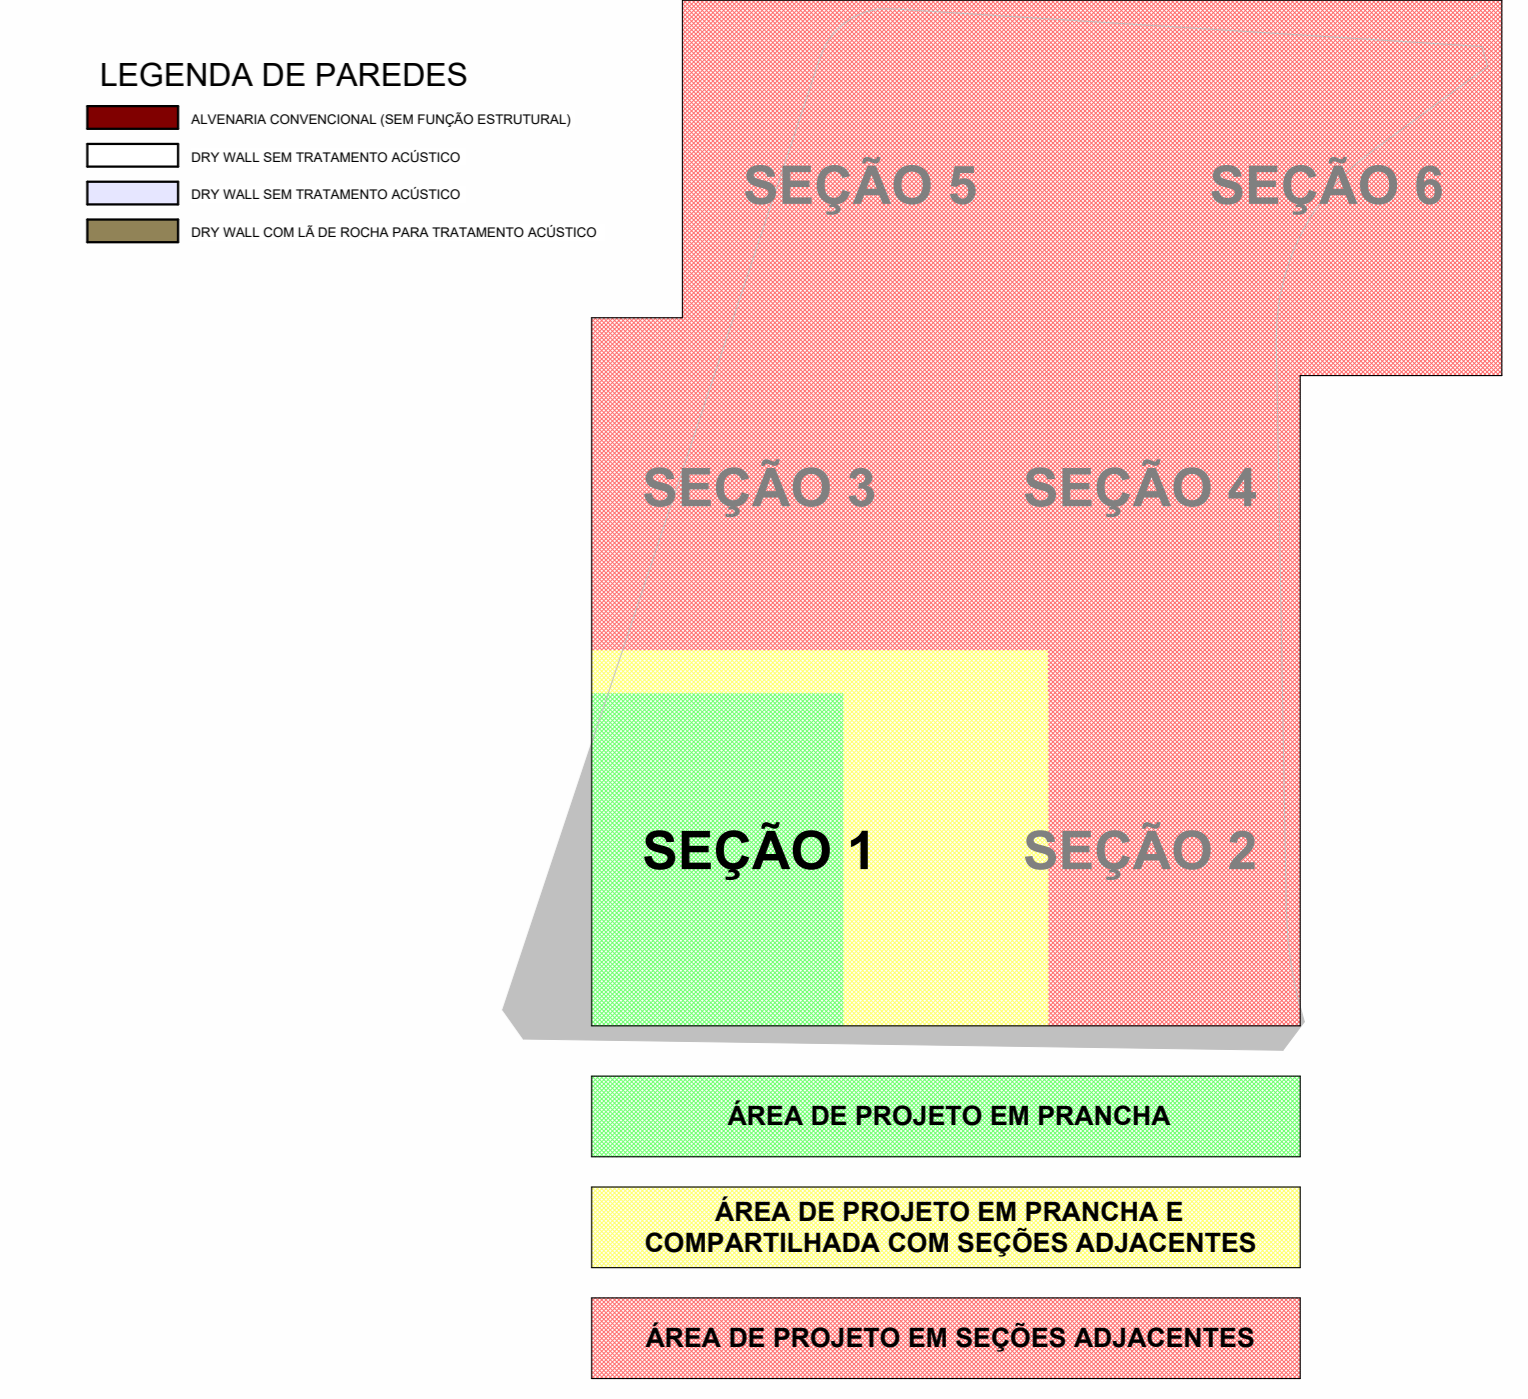 LEGENDA DE PAREDES
ALVENARIA CONVENCIONAL (SEM FUNÇÃO ESTRUTURAL)
DRY WALL SEM TRATAMENTO ACÚSTICO
DRY WALL SEM TRATAMENTO ACÚSTICO
DRY WALL COM LÃ DE ROCHA PARA TRATAMENTO ACÚSTICO
SEÇÃO 5
SEÇÃO 6
SEÇÃO 3
SEÇÃO 4
SEÇÃO 1
SEÇÃO 2
ÁREA DE PROJETO EM PRANCHA
ÁREA DE PROJETO EM PRANCHA E
COMPARTILHADA COM SEÇÕES ADJACENTES
ÁREA DE PROJETO EM SEÇÕES ADJACENTES